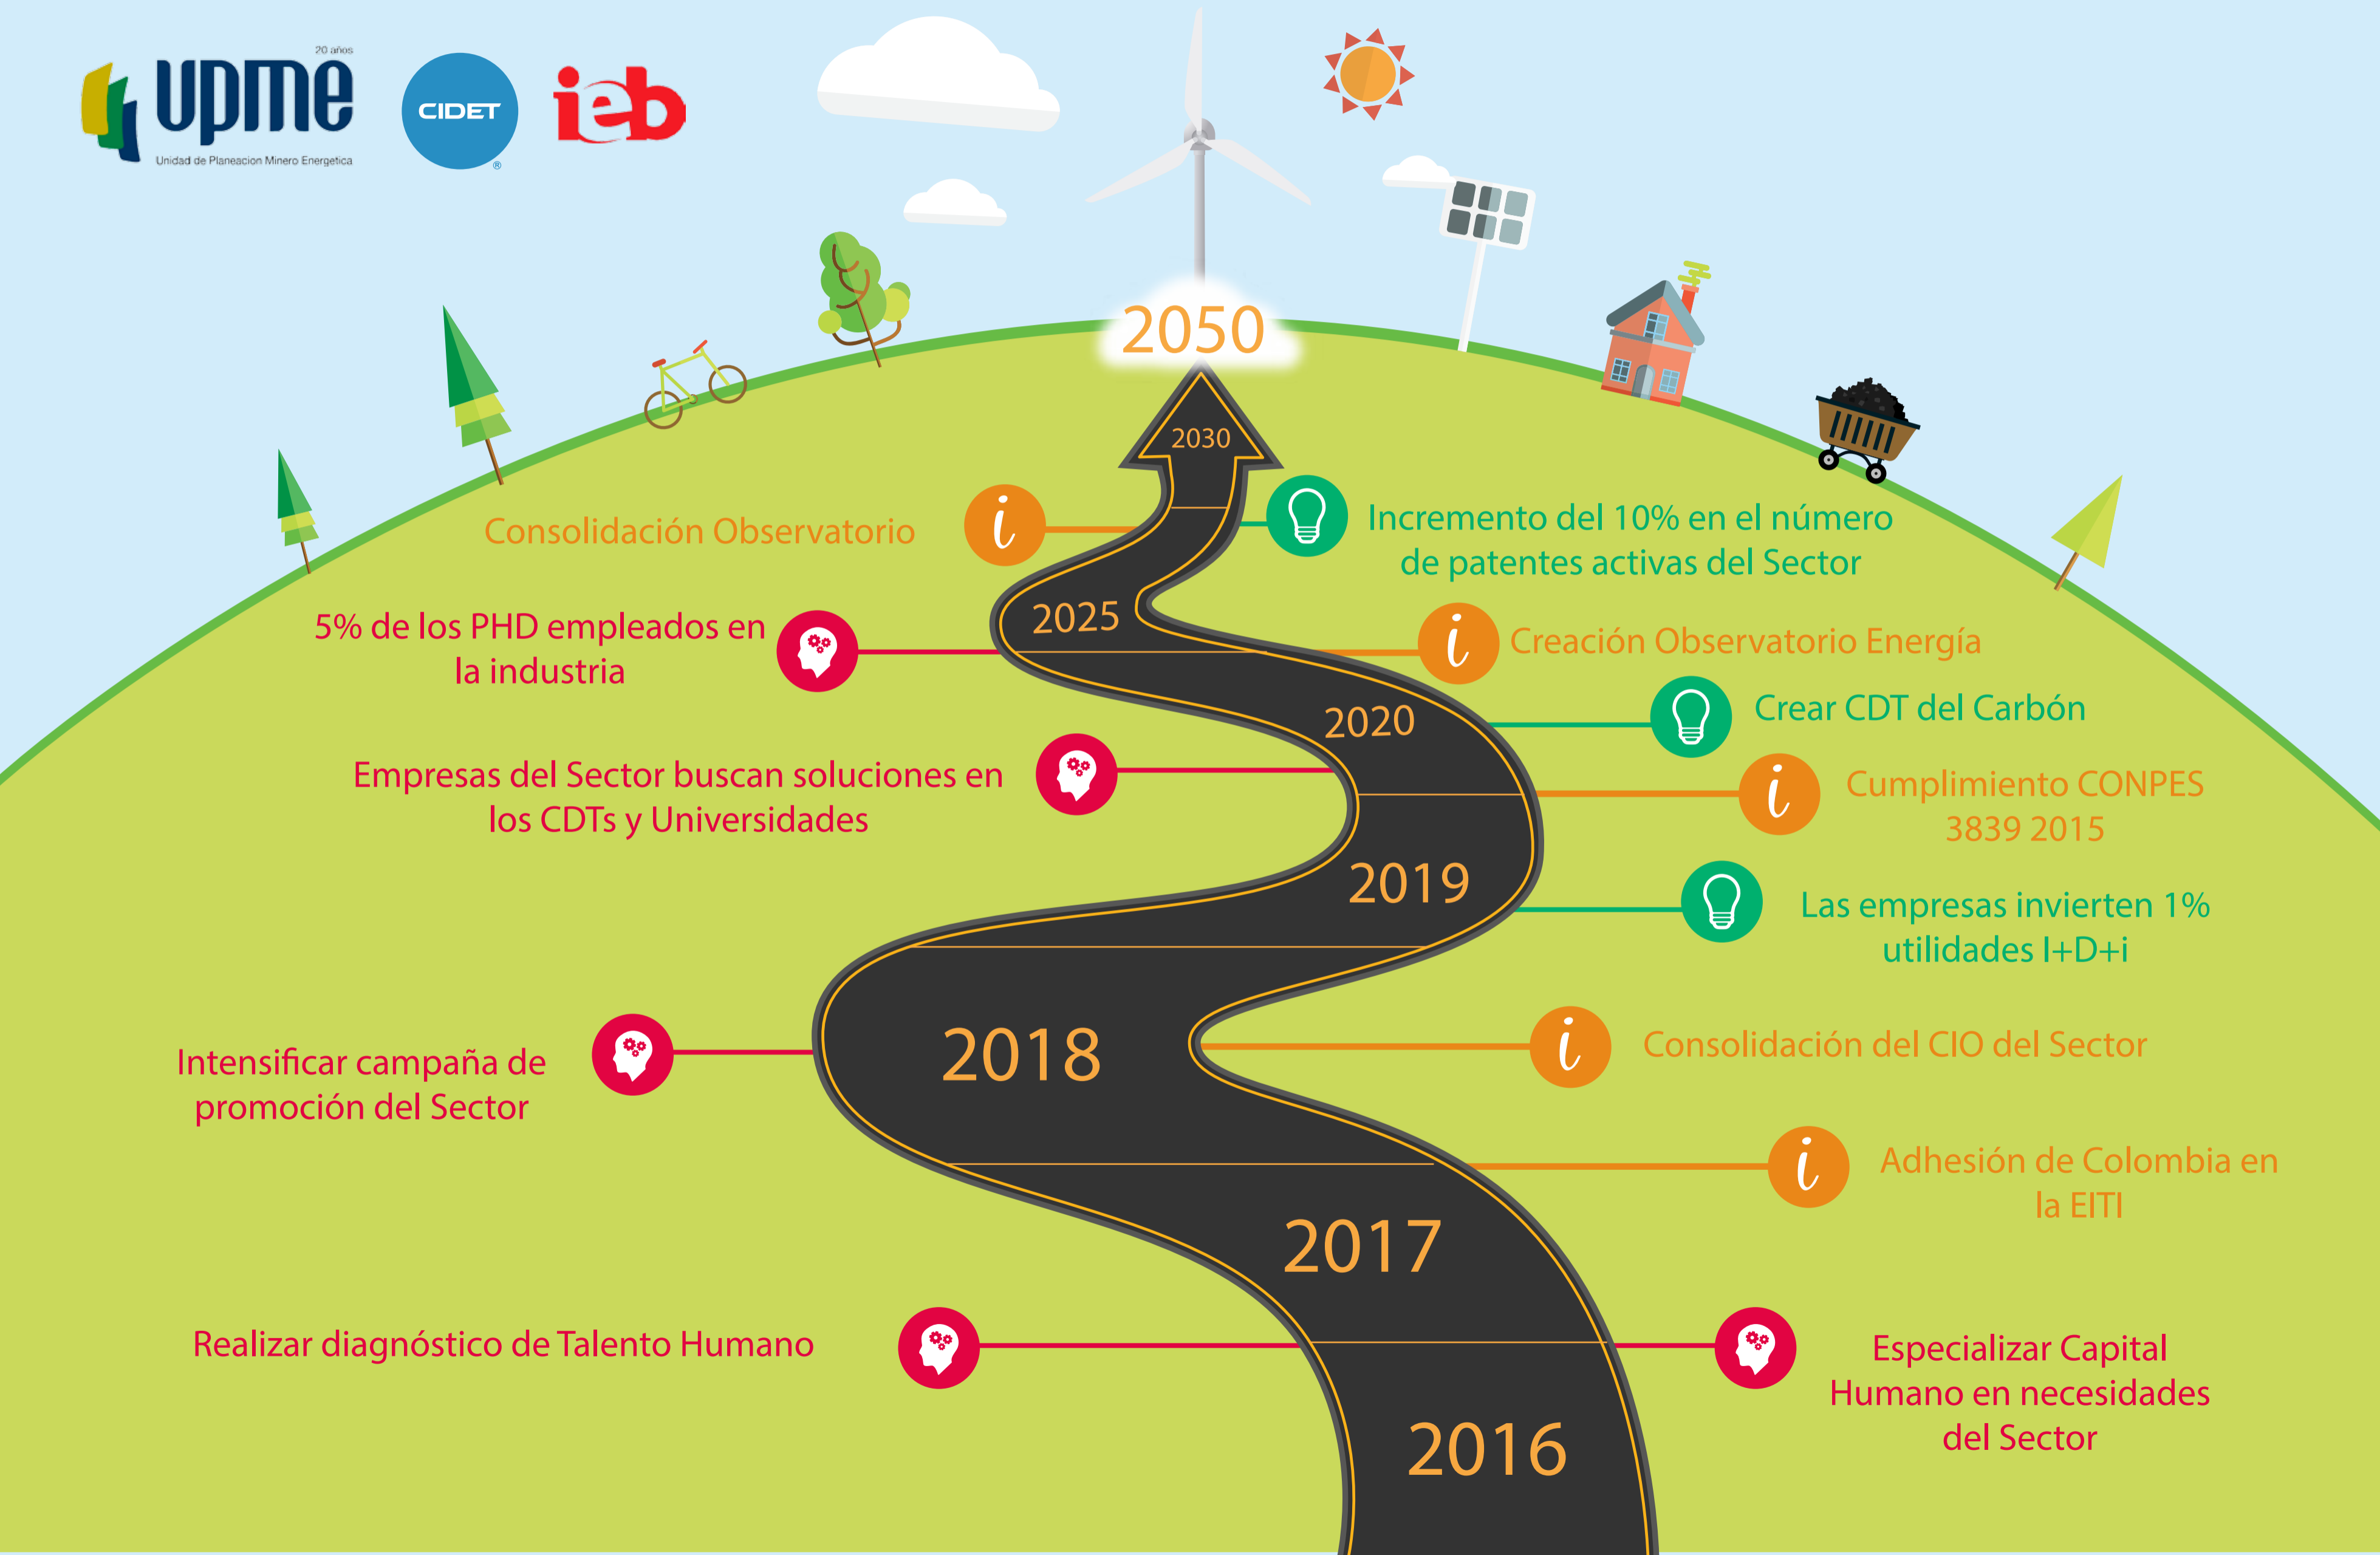 20 años
upme
Unidad de Planeacion Minero Energetica
CIDET
®
ieb
2050
2030
Consolidación Observatorio
Incremento del 10% en el número
de patentes activas del Sector
2025
5% de los PHD empleados en
la industria
Creación Observatorio Energía
2020
Crear CDT del Carbón
Empresas del Sector buscan soluciones en
los CDTs y Universidades
Cumplimiento CONPES
3839 2015
2019
Las empresas invierten 1%
utilidades I+D+i
2018
Intensificar campaña de
promoción del Sector
Consolidación del CIO del Sector
Adhesión de Colombia en
la EITI
2017
Realizar diagnóstico de Talento Humano
Especializar Capital
Humano en necesidades
del Sector
2016